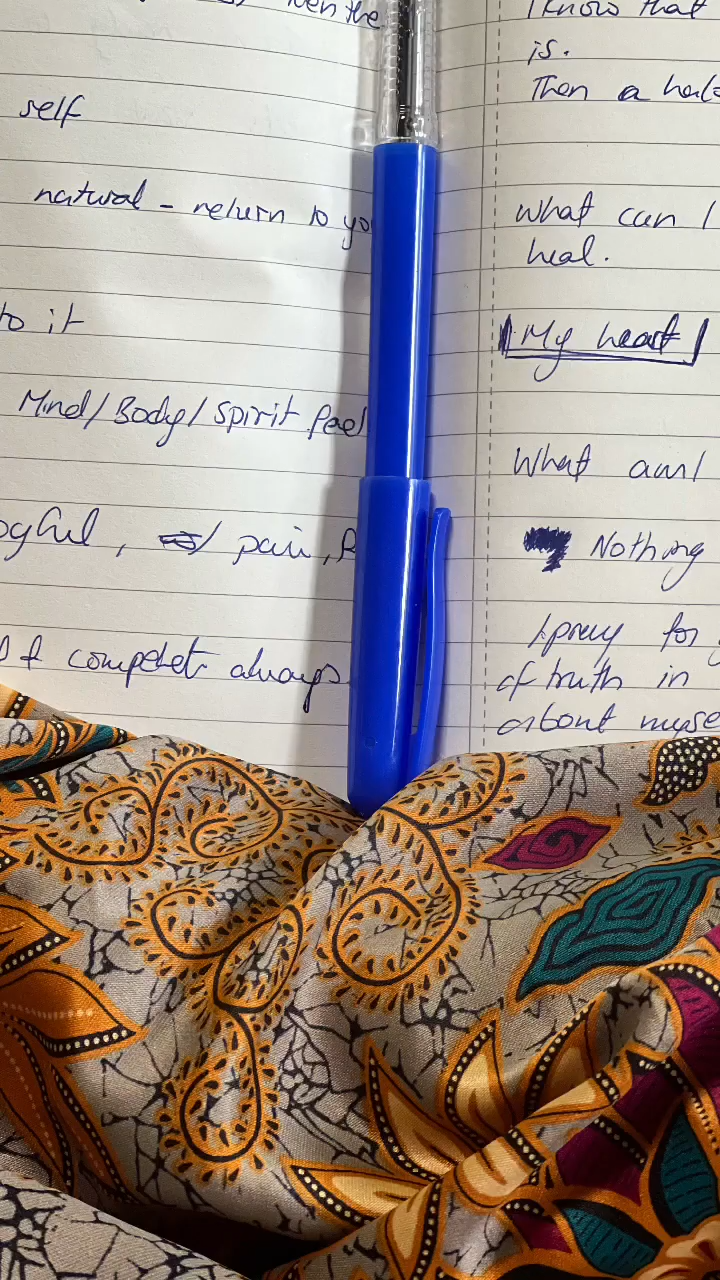 the
self
natural - return to yo
to it
Mind/Body/Spirit feel
pain,
& competet always
I know that
is.
Then a
What can I
heal.
My heart
What am I
Nothing
I pray for
of truth in
about myse